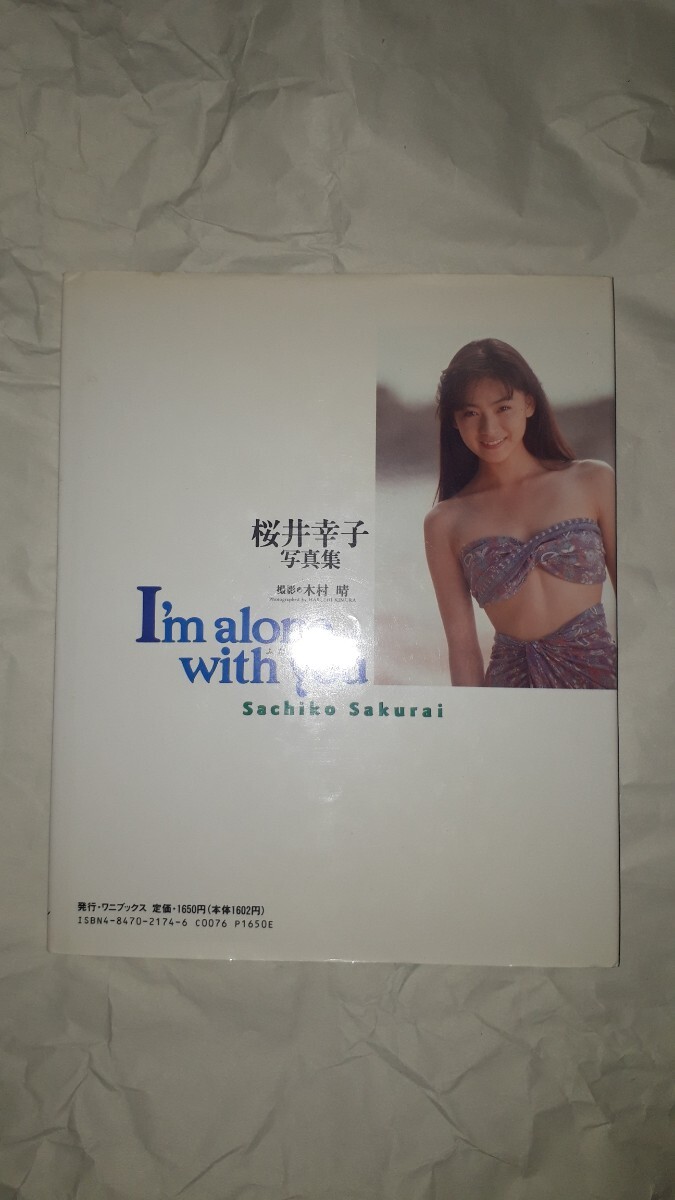 桜井幸子
写真集
撮影●木村 晴
I'm alone
with you
Sachiko Sakurai
発行・ワニブックス 定価・1650円(本体1602円)
ISBN4-8470-2174-6 C0076 P1650E